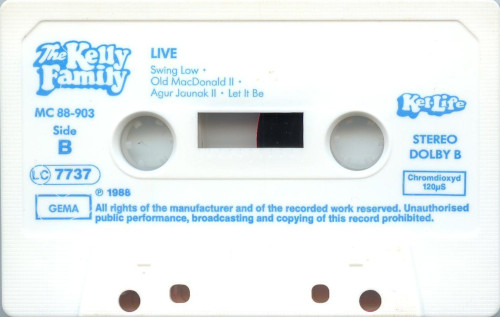 The Kelly Family
LIVE
Swing Low •
Old MacDonald II •
Agur Jaunak II • Let It Be
MC 88-903
Side
B
LC 7737
Kel-Life
STEREO
DOLBY B
Chromdioxyd
120µS
℗ 1988
GEMA
All rights of the manufacturer and of the recorded work reserved. Unauthorised
public performance, broadcasting and copying of this record prohibited.